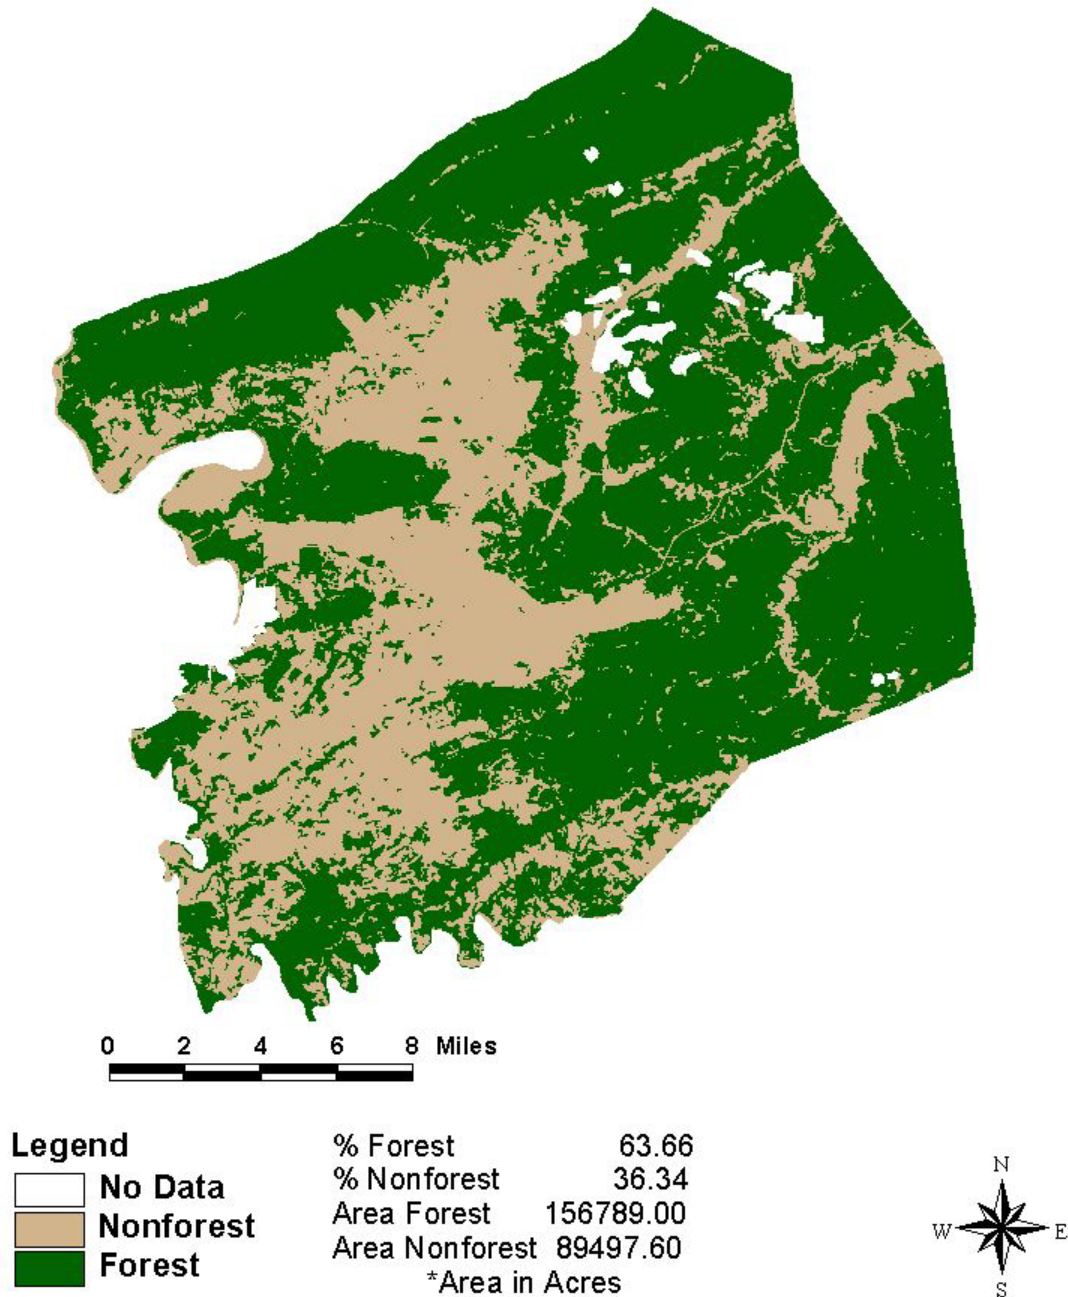 0 2 4 6 8 Miles
Legend
No Data
Nonforest
Forest
% Forest 63.66
% Nonforest 36.34
Area Forest 156789.00
Area Nonforest 89497.60
*Area in Acres
N
W E
S